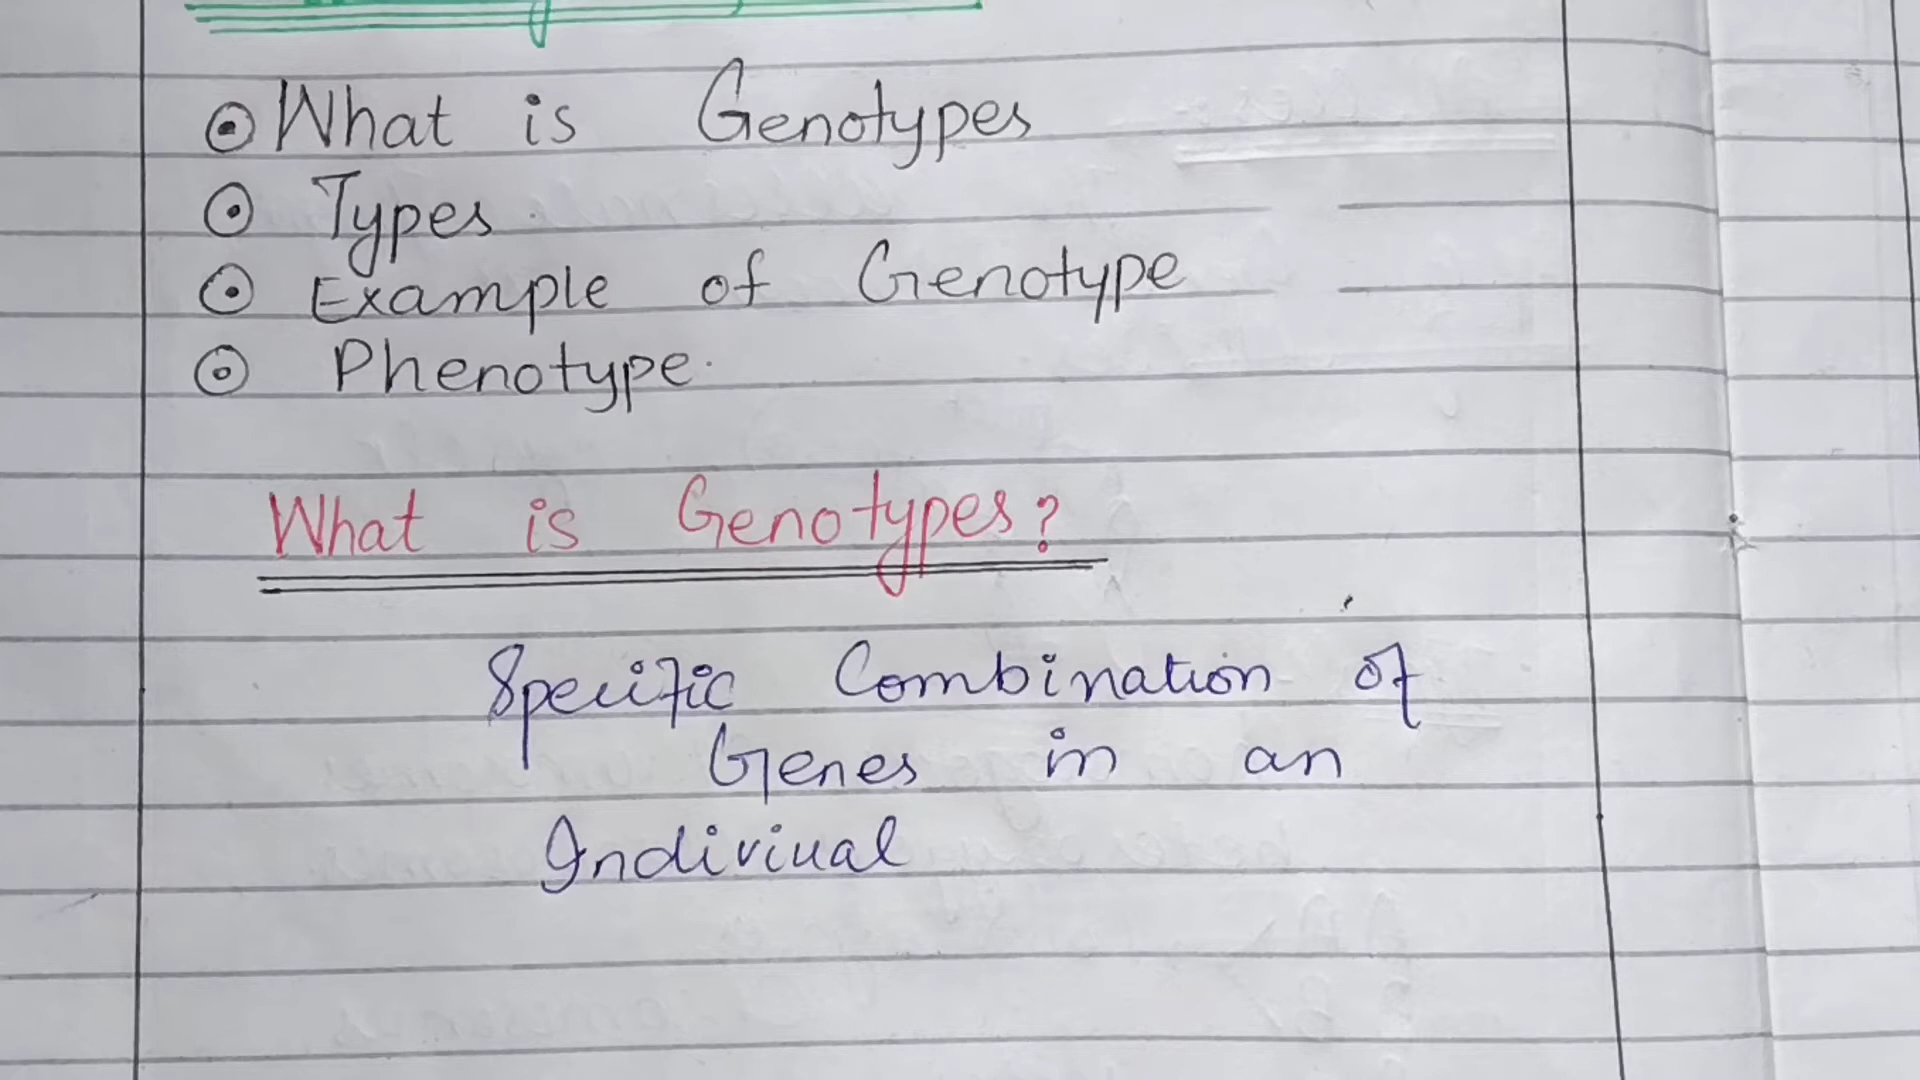 What is Genotypes
Types
Example of Genotype
Phenotype.
What is Genotypes?
Specific Combination of
Genes in an
Indiviual